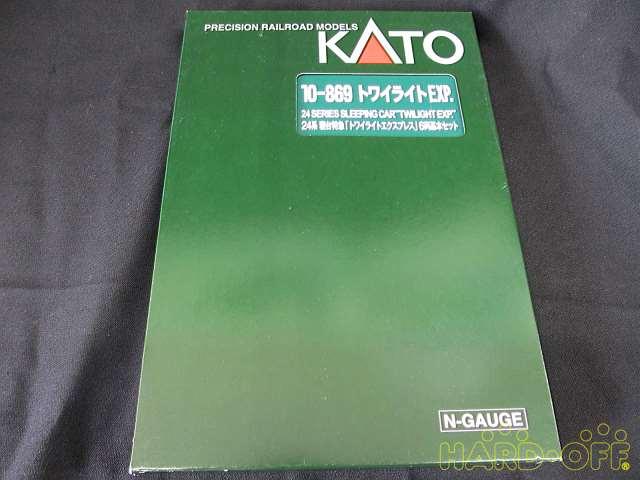 PRECISION RAILROAD MODELS
KATO
10-869 トワイライトEXP.
24 SERIES SLEEPING CAR"TWILIGHT EXP."
24系 寝台特急「トワイライトエクスプレス」6両基本セット
N-GAUGE
HARD-OFF®